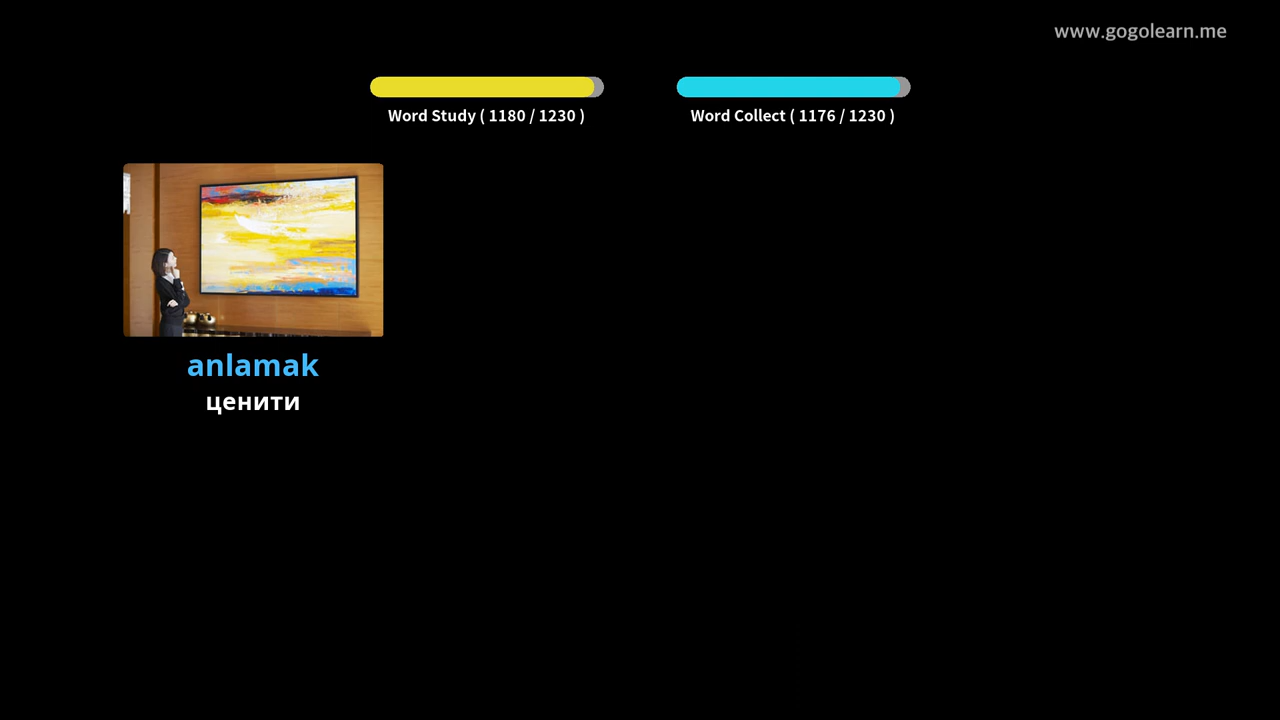 www.gogolearn.me
Word Study ( 1180 / 1230 )
Word Collect ( 1176 / 1230 )
anlamak
ценити